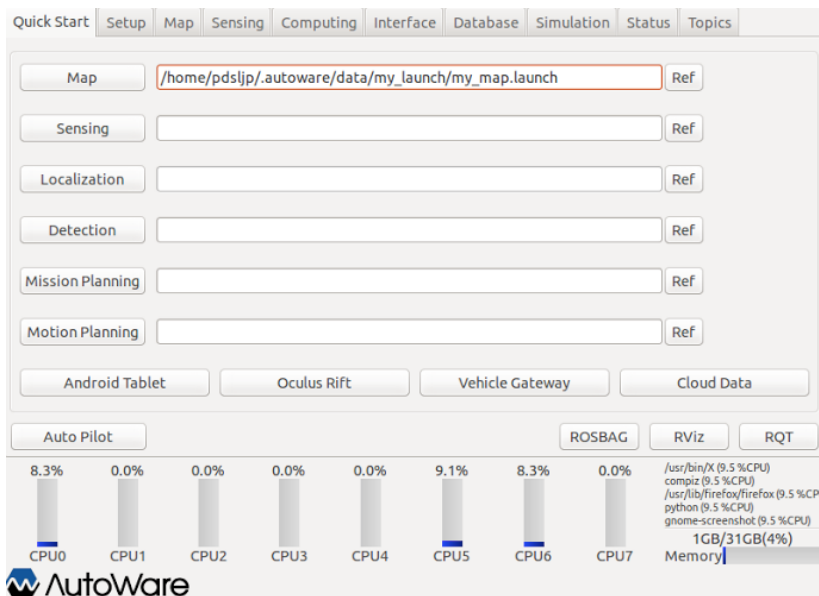 Quick Start Setup Map Sensing Computing Interface Database Simulation Status Topics
Map /home/pdsljp/.autoware/data/my_launch/my_map.launch Ref
Sensing Ref
Localization Ref
Detection Ref
Mission Planning Ref
Motion Planning Ref
Android Tablet Oculus Rift Vehicle Gateway Cloud Data
Auto Pilot ROSBAG RViz RQT
8.3% 0.0% 0.0% 0.0% 0.0% 9.1% 8.3% 0.0%
CPU0 CPU1 CPU2 CPU3 CPU4 CPU5 CPU6 CPU7
/usr/bin/X (9.5 %CPU)
compiz (9.5 %CPU)
/usr/lib/firefox/firefox (9.5 %CP
python (9.5 %CPU)
gnome-screenshot (9.5 %CPU)
1GB/31GB(4%)
Memory
AutoWare